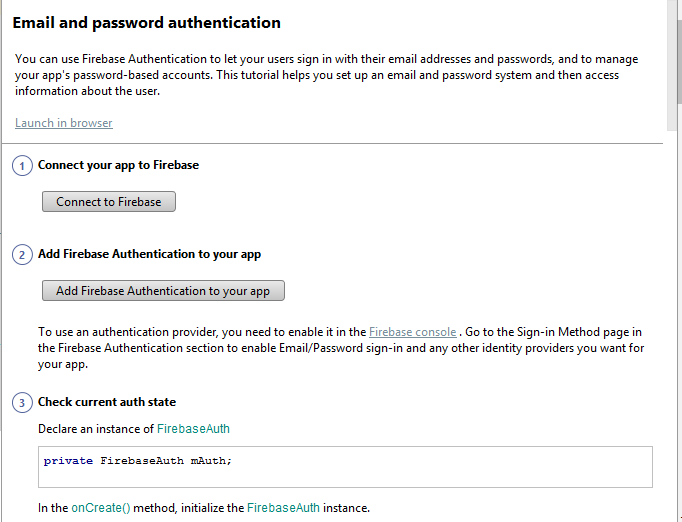 Email and password authentication
You can use Firebase Authentication to let your users sign in with their email addresses and passwords, and to manage
your app's password-based accounts. This tutorial helps you set up an email and password system and then access
information about the user.
Launch in browser
1 Connect your app to Firebase
Connect to Firebase
2 Add Firebase Authentication to your app
Add Firebase Authentication to your app
To use an authentication provider, you need to enable it in the Firebase console . Go to the Sign-in Method page in
the Firebase Authentication section to enable Email/Password sign-in and any other identity providers you want for
your app.
3 Check current auth state
Declare an instance of FirebaseAuth
private FirebaseAuth mAuth;
In the onCreate() method, initialize the FirebaseAuth instance.